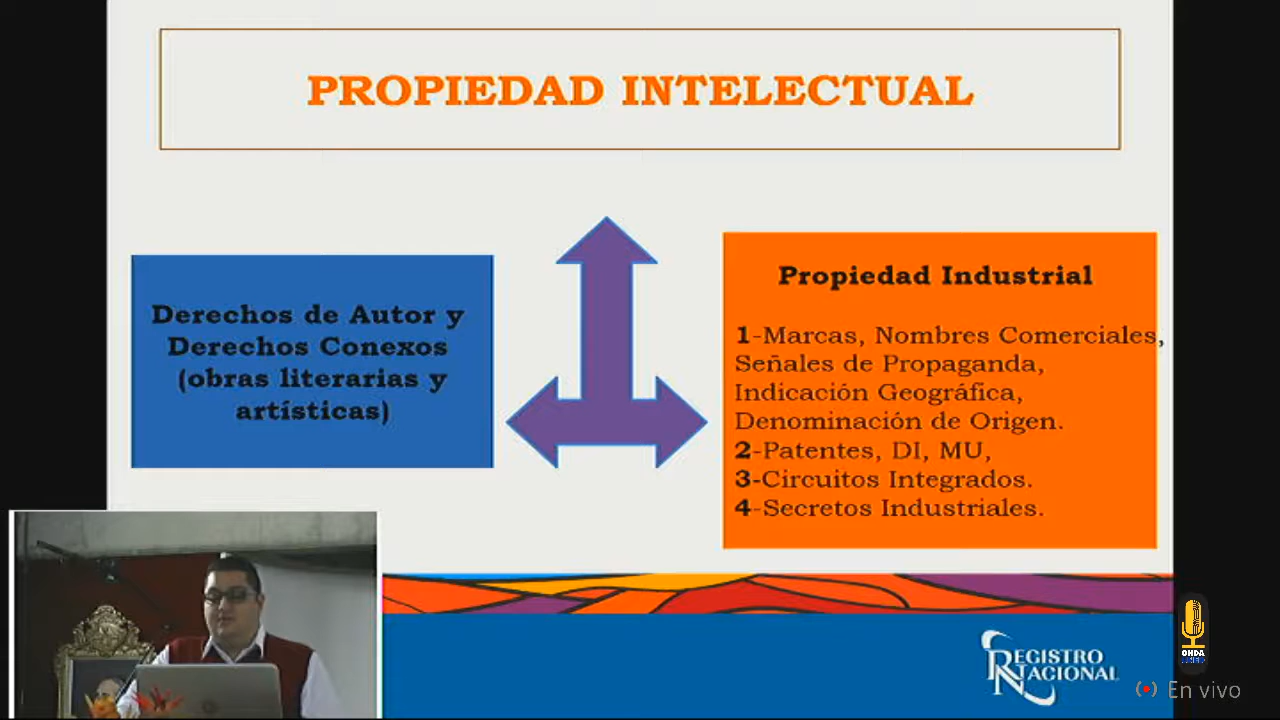 PROPIEDAD INTELECTUAL
Derechos de Autor y
Derechos Conexos
(obras literarias y
artísticas)
Propiedad Industrial
1-Marcas, Nombres Comerciales,
Señales de Propaganda,
Indicación Geográfica,
Denominación de Origen.
2-Patentes, DI, MU,
3-Circuitos Integrados.
4-Secretos Industriales.
REGISTRO
NACIONAL
ONDA
En vivo